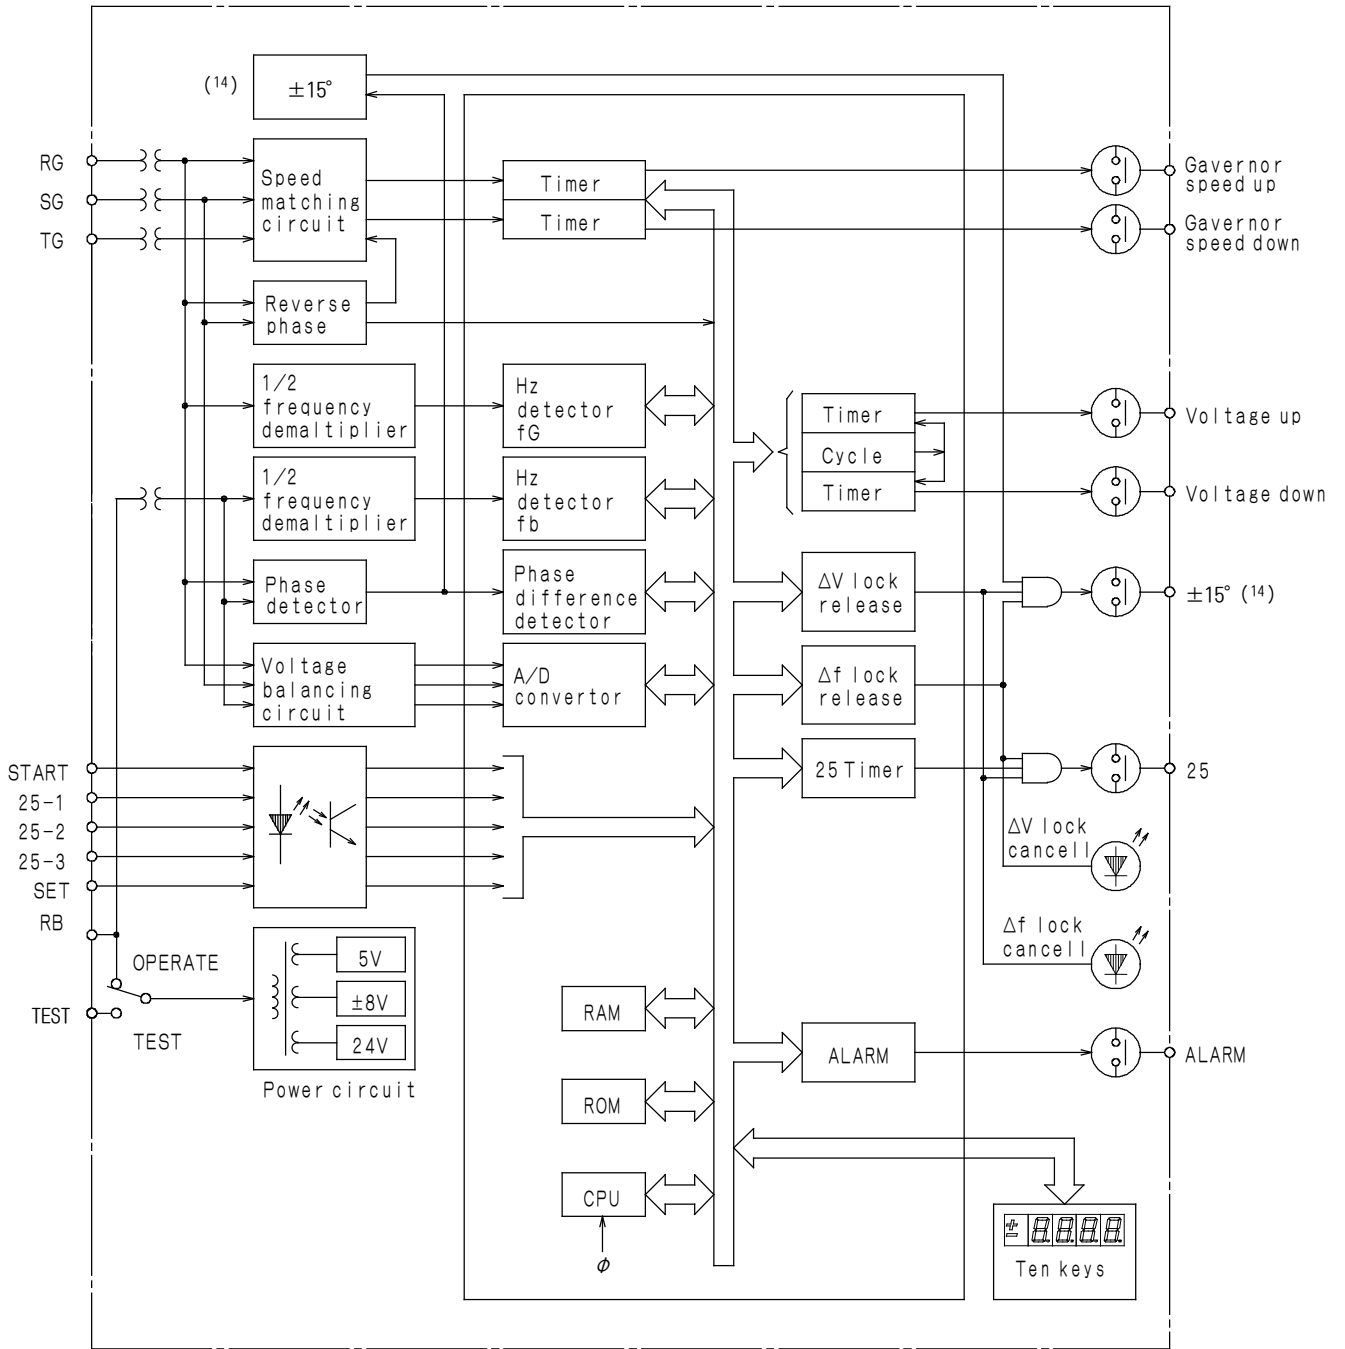 (14)
±15°
RG
SG
TG
Speed
matching
circuit
Timer
Timer
Gavernor
speed up
Gavernor
speed down
Reverse
phase
1/2
frequency
demaltiplier
Hz
detector
fG
1/2
frequency
demaltiplier
Hz
detector
fb
Timer
Cycle
Timer
Voltage up
Voltage down
Phase
detector
Phase
difference
detector
ΔV lock
release
±15° (14)
Voltage
balancing
circuit
A/D
convertor
Δf lock
release
START
25-1
25-2
25-3
SET
RB
25 Timer
25
ΔV lock
cancell
Δf lock
cancell
OPERATE
TEST
TEST
5V
±8V
24V
Power circuit
RAM
ROM
CPU
ø
ALARM
ALARM
± 8.8.8.8.
Ten keys